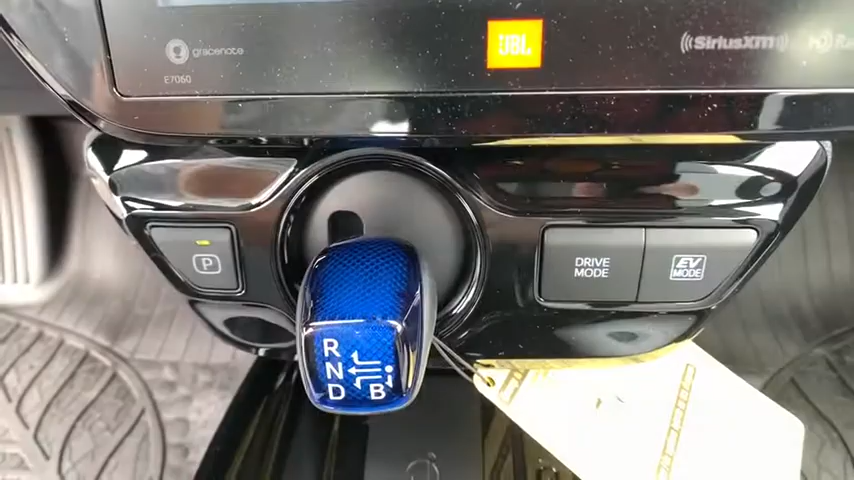 gracenote
E7060
JBL
SiriusXM
P
DRIVE
MODE
EV
MODE
R
N
D B